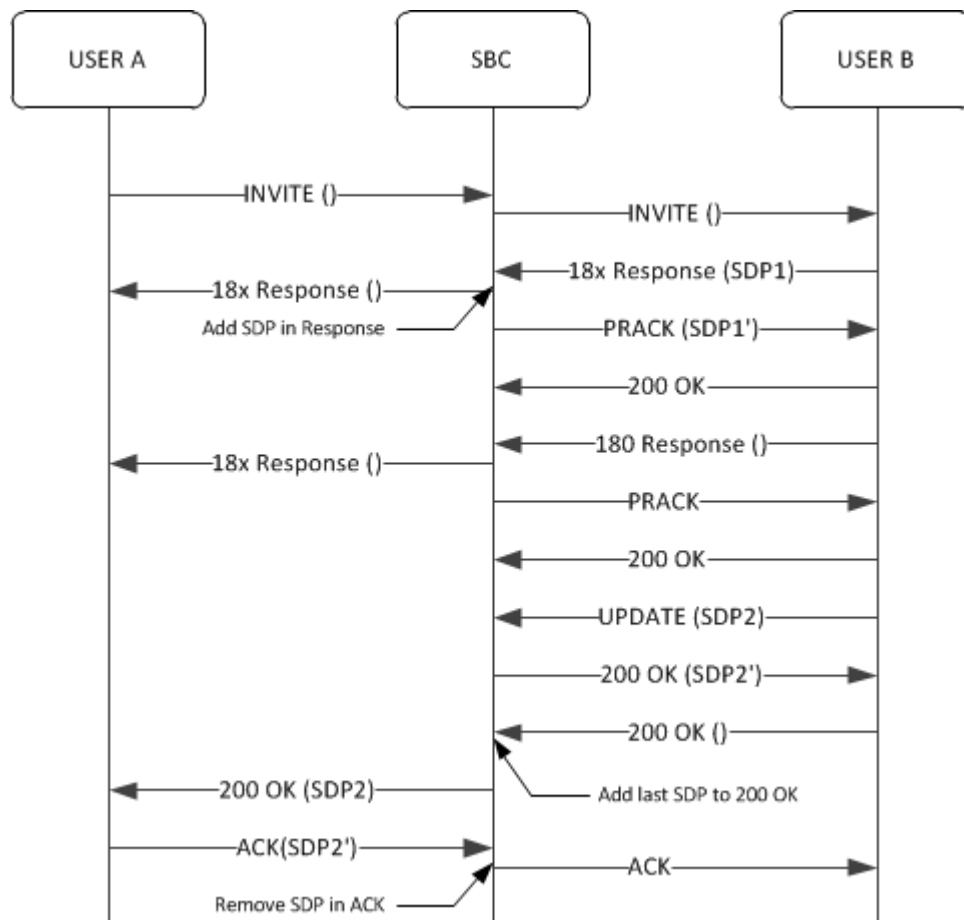 USER A
SBC
USER B
INVITE ()
INVITE ()
18x Response (SDP1)
18x Response ()
Add SDP in Response
PRACK (SDP1')
200 OK
180 Response ()
18x Response ()
PRACK
200 OK
UPDATE (SDP2)
200 OK (SDP2')
200 OK ()
200 OK (SDP2)
Add last SDP to 200 OK
ACK(SDP2')
ACK
Remove SDP in ACK